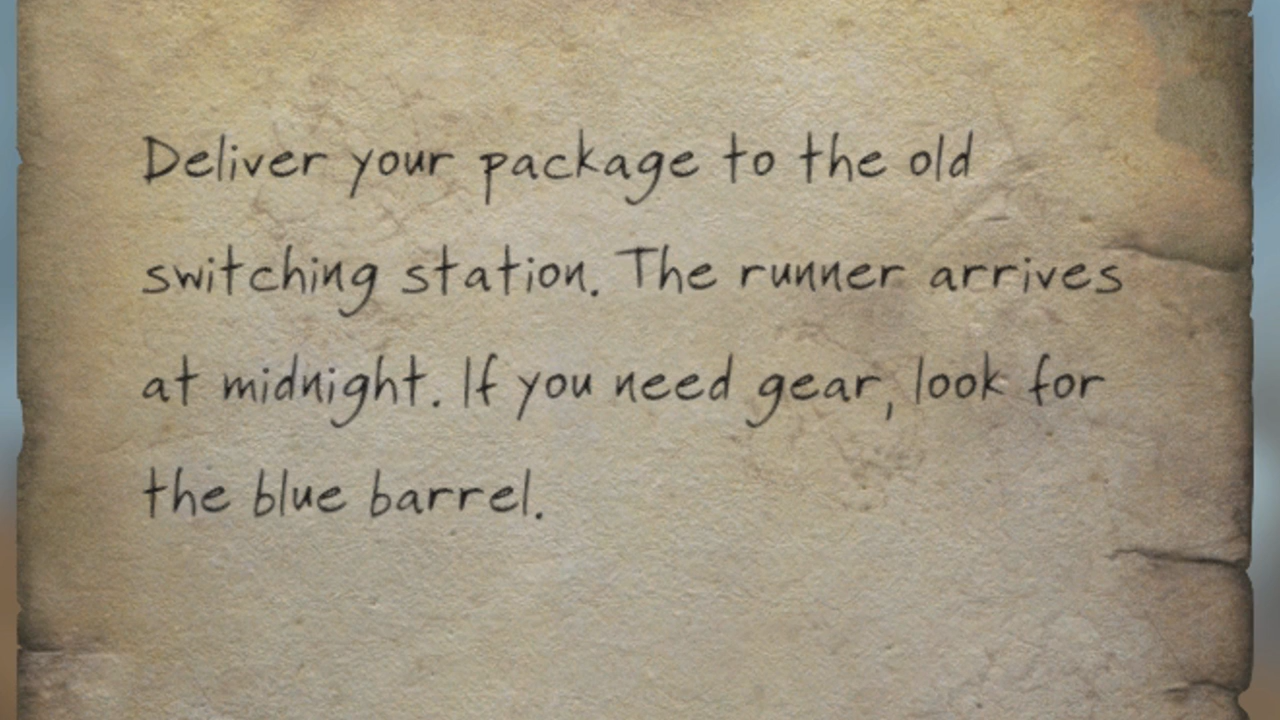 Deliver your package to the old
switching station. The runner arrives
at midnight. If you need gear, look for
the blue barrel.